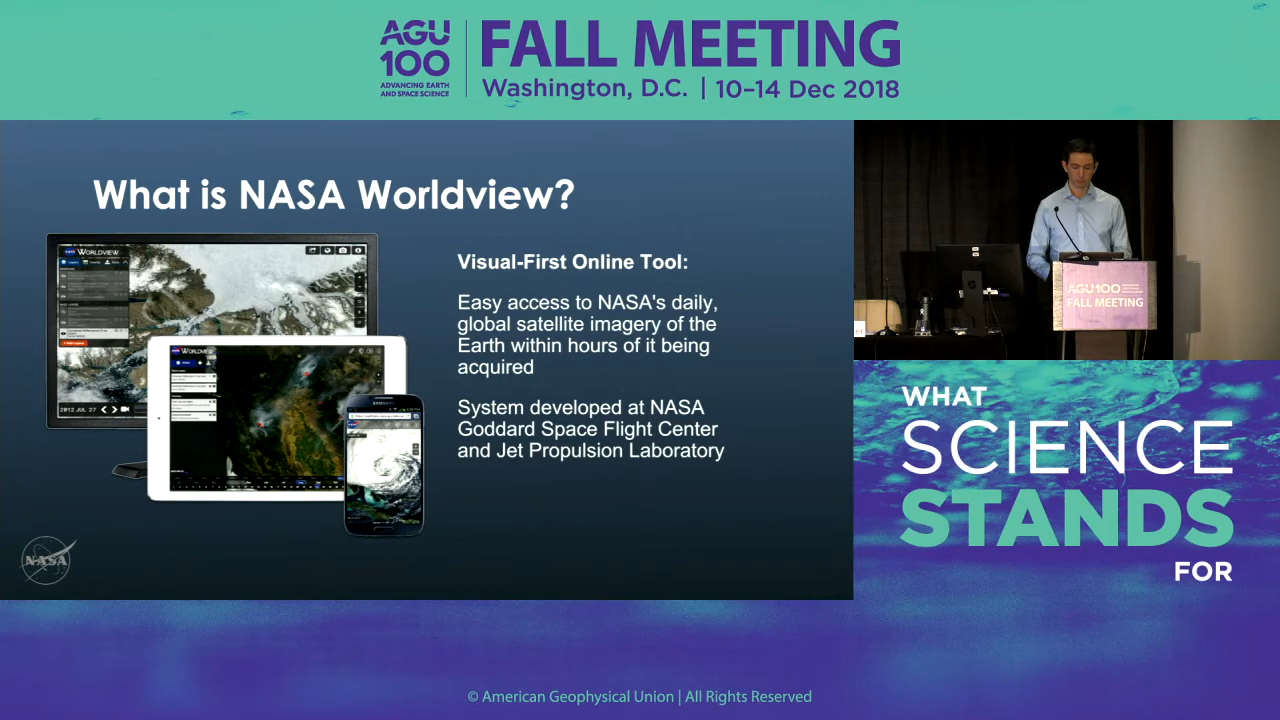 AGU
100
ADVANCING EARTH
AND SPACE SCIENCE
FALL MEETING
Washington, D.C. | 10–14 Dec 2018
What is NASA Worldview?
Visual-First Online Tool:
Easy access to NASA's daily,
global satellite imagery of the
Earth within hours of it being
acquired
System developed at NASA
Goddard Space Flight Center
and Jet Propulsion Laboratory
WORLDVIEW
2012 JUL 27
WORLDVIEW
SAMSUNG
NASA
AGU100
FALL MEETING
WHAT
SCIENCE
STANDS
FOR
© American Geophysical Union | All Rights Reserved